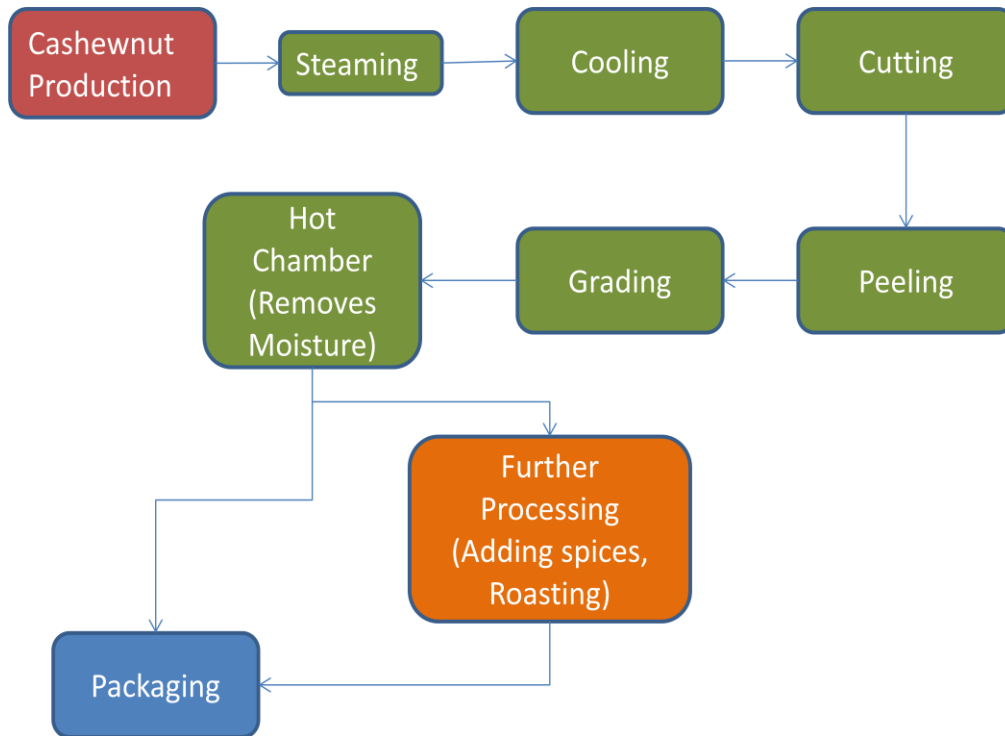 Cashewnut
Production
Steaming
Cooling
Cutting
Peeling
Grading
Hot
Chamber
(Removes
Moisture)
Further
Processing
(Adding spices,
Roasting)
Packaging